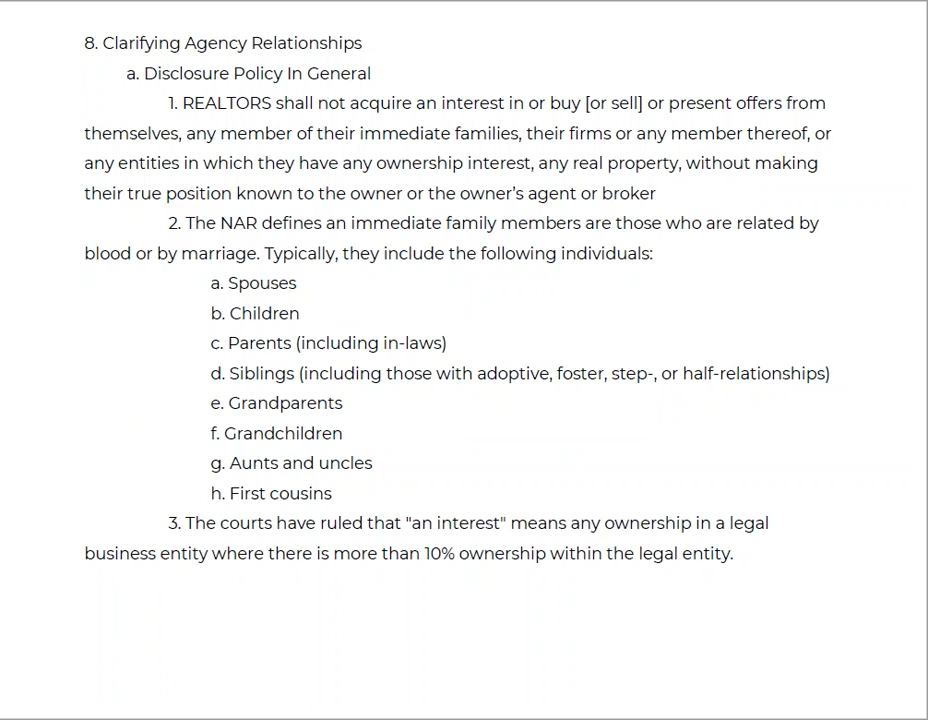 8. Clarifying Agency Relationships
a. Disclosure Policy In General
1. REALTORS shall not acquire an interest in or buy [or sell] or present offers from
themselves, any member of their immediate families, their firms or any member thereof, or
any entities in which they have any ownership interest, any real property, without making
their true position known to the owner or the owner's agent or broker
2. The NAR defines an immediate family members are those who are related by
blood or by marriage. Typically, they include the following individuals:
a. Spouses
b. Children
c. Parents (including in-laws)
d. Siblings (including those with adoptive, foster, step-, or half-relationships)
e. Grandparents
f. Grandchildren
g. Aunts and uncles
h. First cousins
3. The courts have ruled that "an interest" means any ownership in a legal
business entity where there is more than 10% ownership within the legal entity.